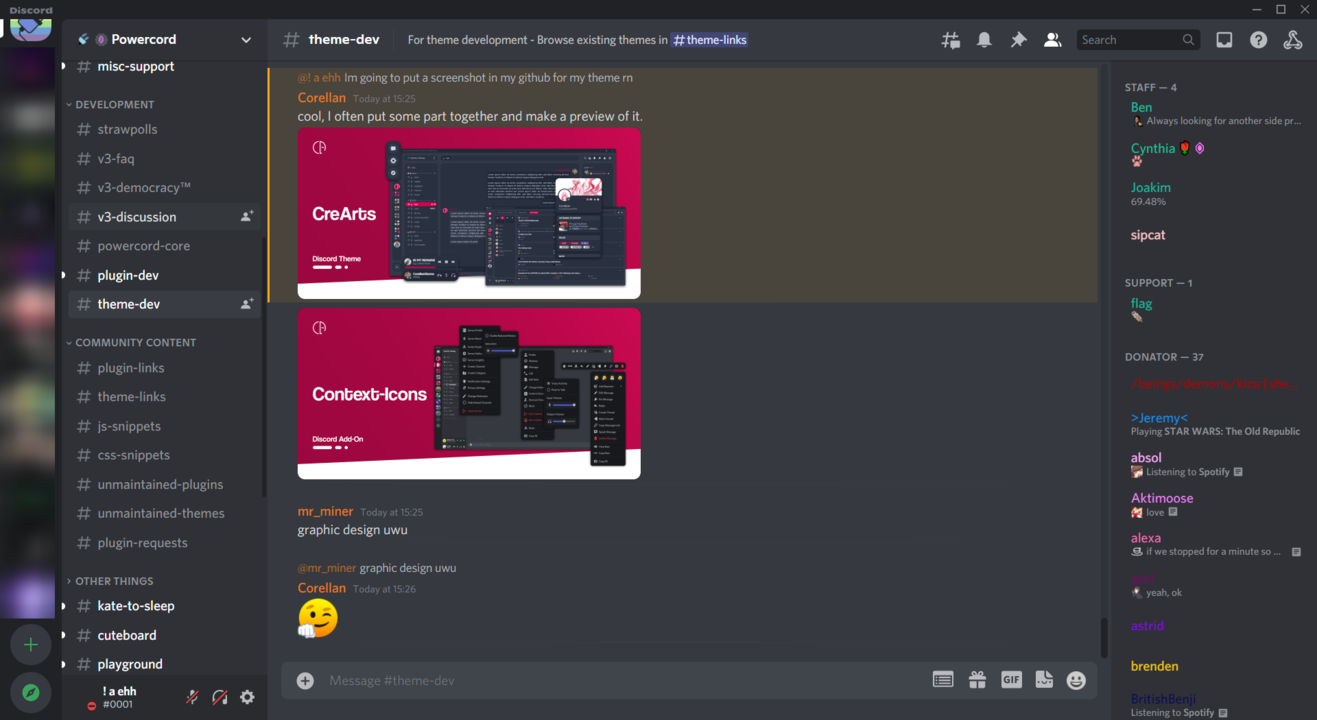 Discord
Powercord
misc-support
DEVELOPMENT
strawpolls
v3-faq
v3-democracy™
v3-discussion
powercord-core
plugin-dev
theme-dev
COMMUNITY CONTENT
plugin-links
theme-links
js-snippets
css-snippets
unmaintained-plugins
unmaintained-themes
plugin-requests
OTHER THINGS
kate-to-sleep
cuteboard
playground
! a ehh
#0001
# theme-dev
For theme development - Browse existing themes in #theme-links
Search
@! a ehh Im going to put a screenshot in my github for my theme rn
Corellan Today at 15:25
cool, I often put some part together and make a preview of it.
CreArts
Discord Theme
Context-Icons
Discord Add-On
mr_miner Today at 15:25
graphic design uwu
@mr_miner graphic design uwu
Corellan Today at 15:26
Message #theme-dev
GIF
STAFF — 4
Ben
Always looking for another side pr...
Cynthia
Joakim
69.48%
sipcat
SUPPORT — 1
flag
DONATOR — 37
>Jeremy<
Playing STAR WARS: The Old Republic
absol
Listening to Spotify
Aktimoose
love
alexa
if we stopped for a minute so ...
yeah, ok
astrid
brenden
BritishBenji
Listening to Spotify